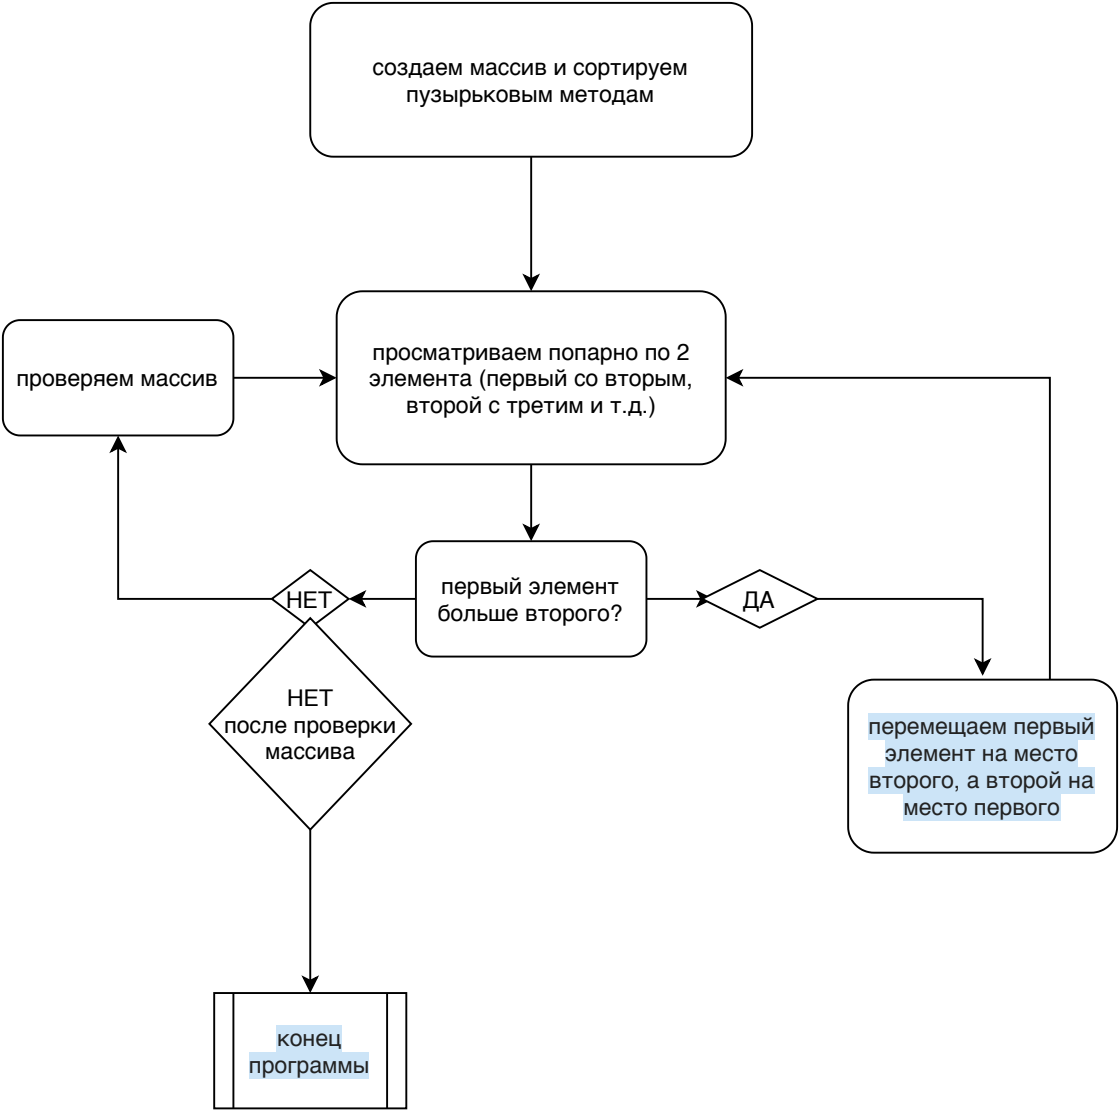 создаем массив и сортируем
пузырьковым методам
проверяем массив
просматриваем попарно по 2
элемента (первый со вторым,
второй с третим и т.д.)
НЕТ
первый элемент
больше второго?
ДА
НЕТ
после проверки
массива
перемещаем первый
элемент на место
второго, а второй на
место первого
конец
программы